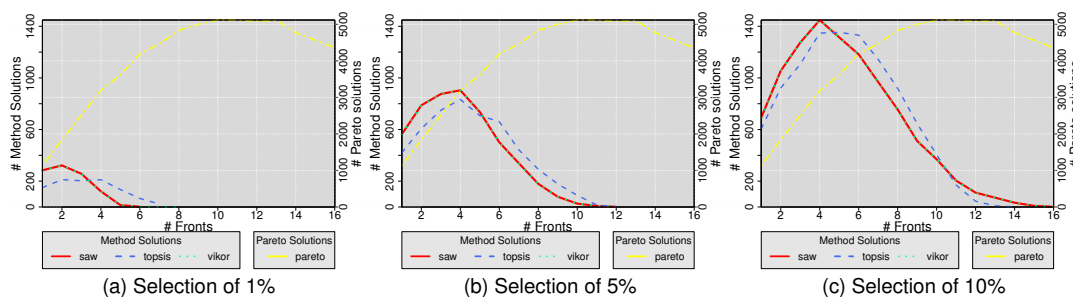 # Method Solutions
0 200 600 1000 1400
2 4 6 8 10 12 14 16
# Fronts
0 1000 2000 3000 4000 5000
# Pareto solutions
Method Solutions
saw topsis vikor
Pareto Solutions
pareto
(a) Selection of 1%
# Method Solutions
0 200 600 1000 1400
2 4 6 8 10 12 14 16
# Fronts
0 1000 2000 3000 4000 5000
# Pareto solutions
Method Solutions
saw topsis vikor
Pareto Solutions
pareto
(b) Selection of 5%
# Method Solutions
0 200 600 1000 1400
2 4 6 8 10 12 14 16
# Fronts
0 1000 2000 3000 4000 5000
# Pareto solutions
Method Solutions
saw topsis vikor
Pareto Solutions
pareto
(c) Selection of 10%